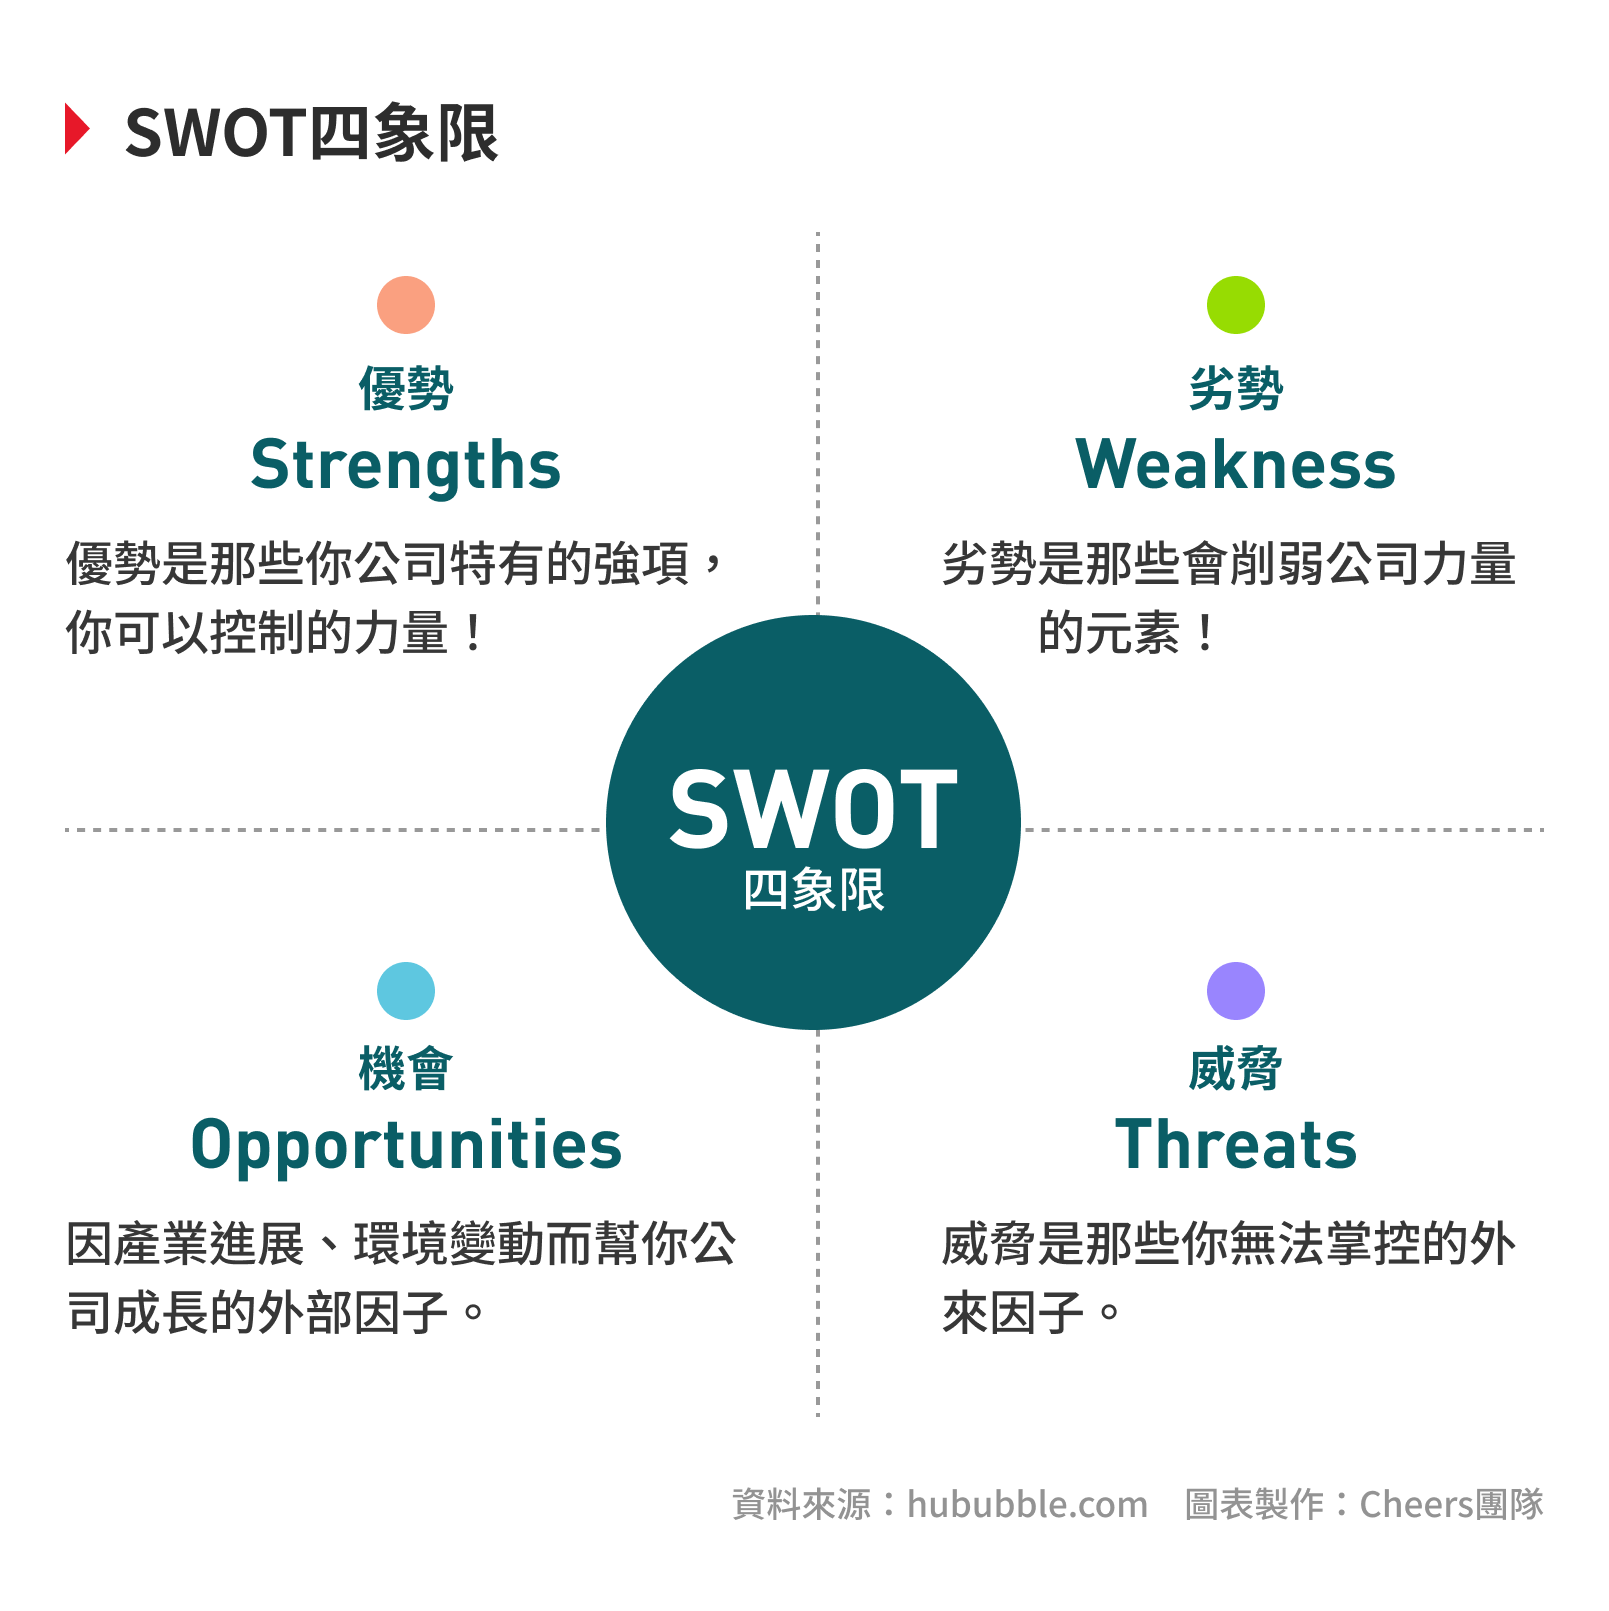 SWOT四象限
優勢
Strengths
優勢是那些你公司特有的強項，
你可以控制的力量！
劣勢
Weakness
劣勢是那些會削弱公司力量
的元素！
SWOT
四象限
機會
Opportunities
因產業進展、環境變動而幫你公
司成長的外部因子。
威脅
Threats
威脅是那些你無法掌控的外
來因子。
資料來源：hububble.com 圖表製作：Cheers團隊